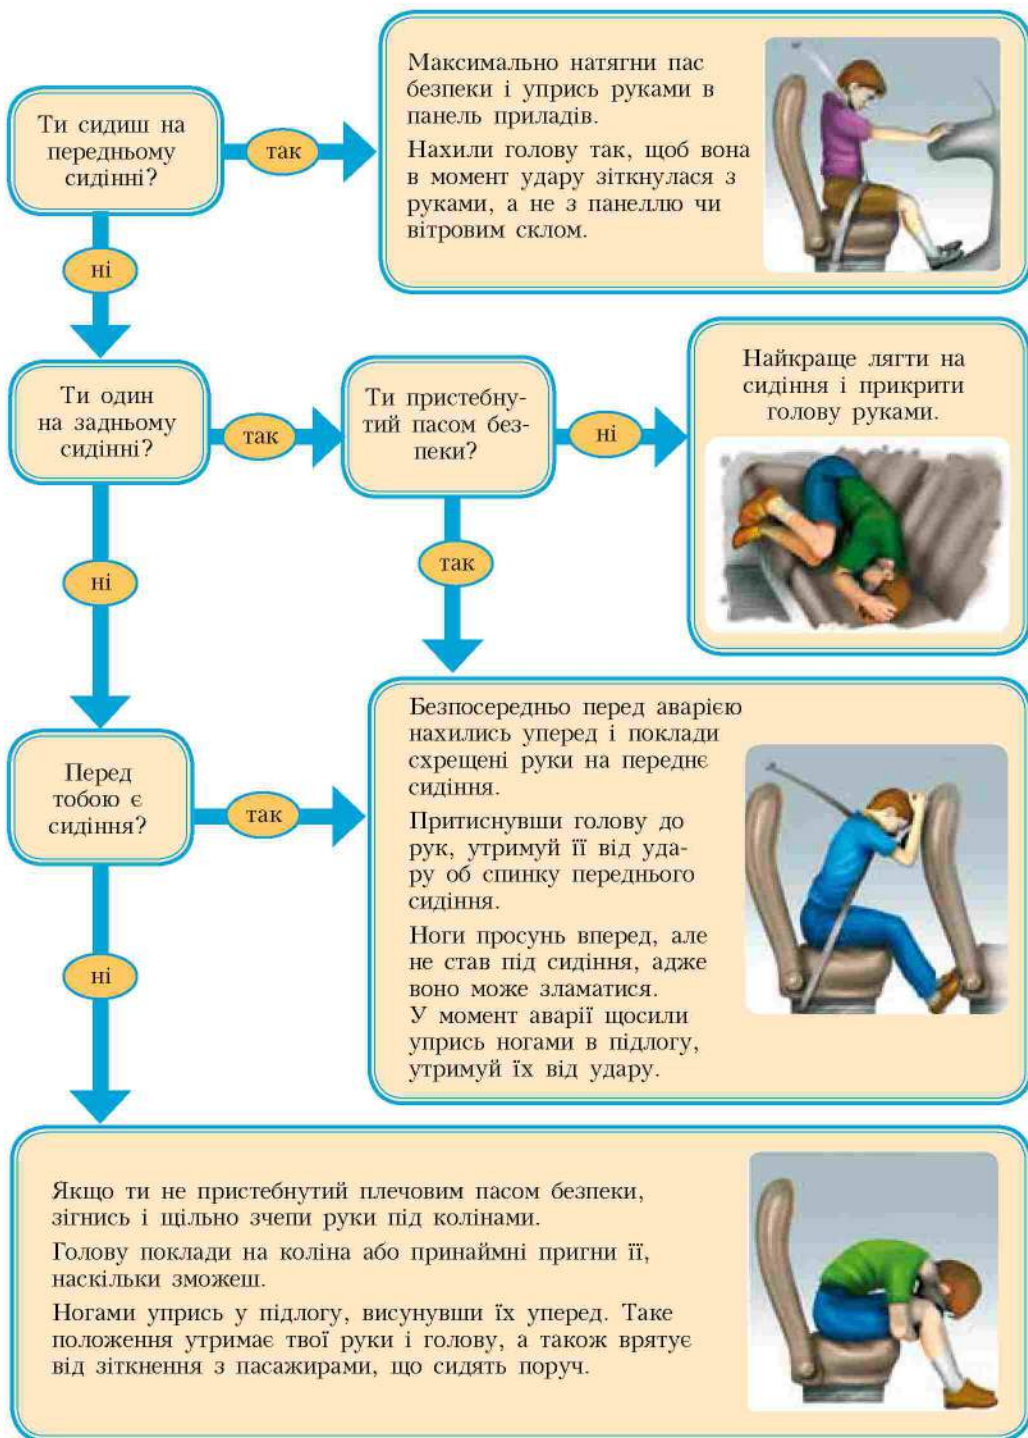 Ти сидиш на
передньому
сидінні?
так
Максимально натягни пас
безпеки і упрись руками в
панель приладів.
Нахили голову так, щоб вона
в момент удару зіткнулася з
руками, а не з панеллю чи
вітровим склом.
ні
Ти один
на задньому
сидінні?
так
Ти пристебну-
тий пасом без-
пеки?
ні
Найкраще лягти на
сидіння і прикрити
голову руками.
ні
так
Перед
тобою є
сидіння?
так
Безпосередньо перед аварією
нахились уперед і поклади
схрещені руки на переднє
сидіння.
Притиснувши голову до
рук, утримуй її від уда-
ру об спинку переднього
сидіння.
Ноги просунь вперед, але
не став під сидіння, адже
воно може зламатися.
У момент аварії щосили
упрись ногами в підлогу,
утримуй їх від удару.
ні
Якщо ти не пристебнутий плечовим пасом безпеки,
зігнись і щільно зчепи руки під колінами.
Голову поклади на коліна або принаймні пригни її,
наскільки зможеш.
Ногами упрись у підлогу, висунувши їх уперед. Таке
положення утримає твої руки і голову, а також врятує
від зіткнення з пасажирами, що сидять поруч.